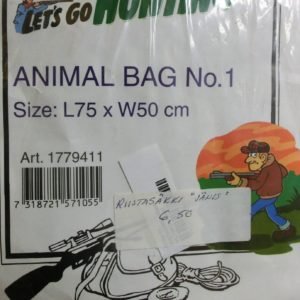 LET'S GO HUNTING
ANIMAL BAG No.1
Size: L75 x W50 cm
Art. 1779411
7 318721 571055
RIISTASÄKKI "JÄNIS"
6,50